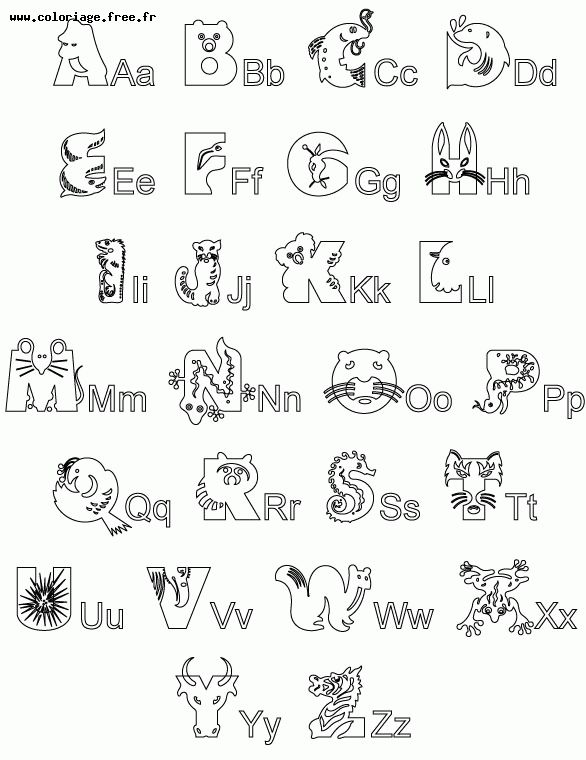 www.coloriage.free.fr
Aa Bb Cc Dd
Ee Ff Gg Hh
Ii Jj Kk Ll
Mm Nn Oo Pp
Qq Rr Ss Tt
Uu Vv Ww Xx
Yy Zz